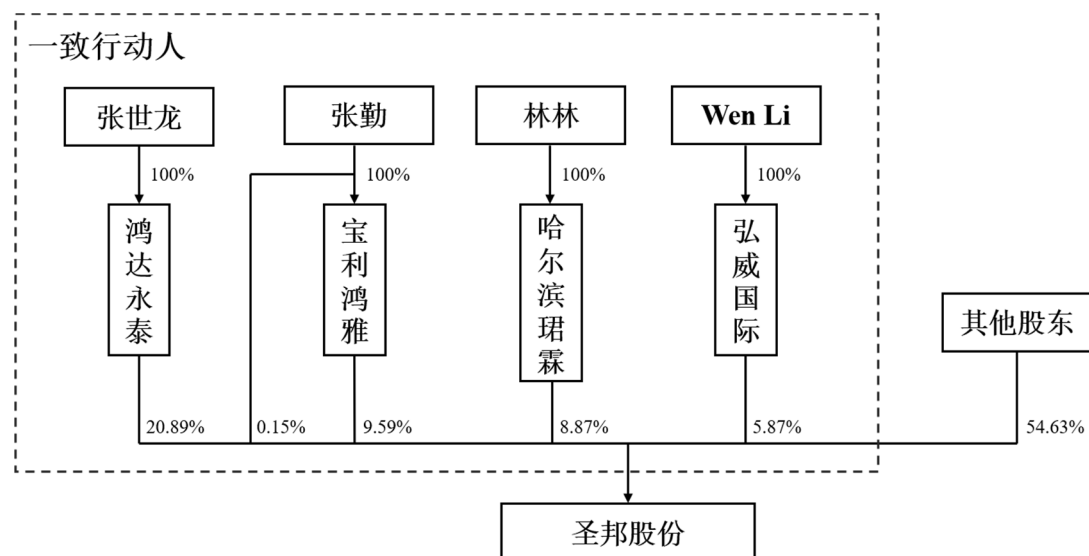 一致行动人
张世龙
张勤
林林
Wen Li
100%
100%
100%
100%
鸿达永泰
宝利鸿雅
哈尔滨珺霖
弘威国际
其他股东
20.89%
0.15%
9.59%
8.87%
5.87%
54.63%
圣邦股份